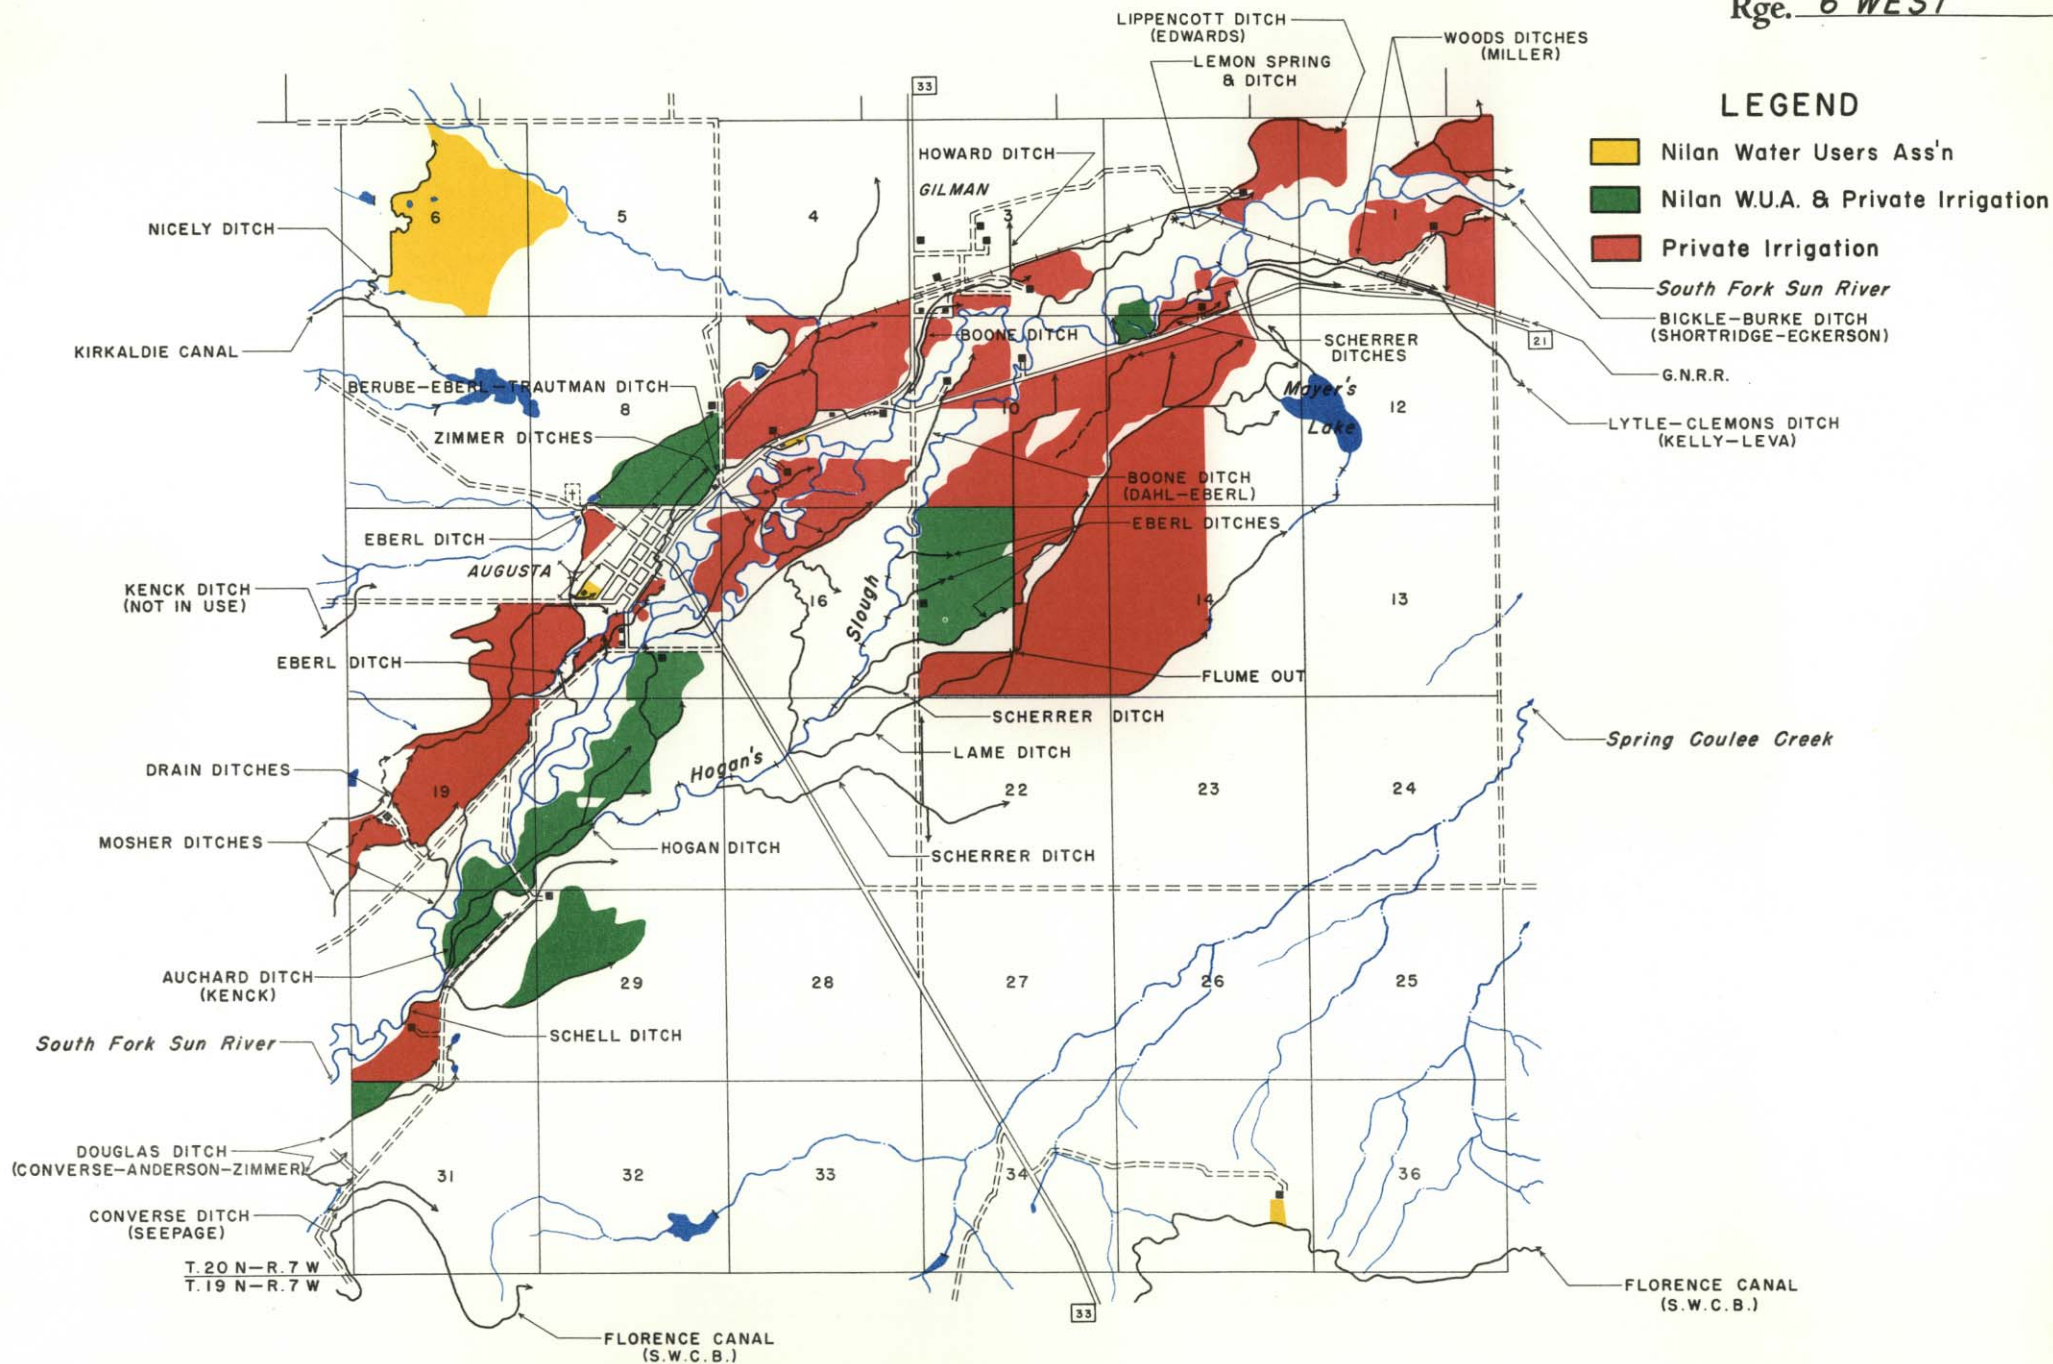 Rge. 6 WEST
LIPPENCOTT DITCH
(EDWARDS)
WOODS DITCHES
(MILLER)
LEMON SPRING
& DITCH
33
LEGEND
Nilan Water Users Ass'n
Nilan W.U.A. & Private Irrigation
Private Irrigation
HOWARD DITCH
GILMAN
6
5
4
3
1
NICELY DITCH
South Fork Sun River
BICKLE-BURKE DITCH
(SHORTRIDGE-ECKERSON)
KIRKALDIE CANAL
BOONE DITCH
SCHERRER
DITCHES
21
G.N.R.R.
BERUBE-EBERL-TRAUTMAN DITCH
7
8
10
Moyer's
Lake
12
ZIMMER DITCHES
LYTLE-CLEMONS DITCH
(KELLY-LEVA)
BOONE DITCH
(DAHL-EBERL)
EBERL DITCHES
EBERL DITCH
AUGUSTA
KENCK DITCH
(NOT IN USE)
16
Slough
14
13
EBERL DITCH
FLUME OUT
SCHERRER DITCH
LAME DITCH
Spring Coulee Creek
DRAIN DITCHES
Hogan's
19
22
23
24
MOSHER DITCHES
HOGAN DITCH
SCHERRER DITCH
AUCHARD DITCH
(KENCK)
29
28
27
26
25
SCHELL DITCH
South Fork Sun River
DOUGLAS DITCH
(CONVERSE-ANDERSON-ZIMMER)
31
32
33
34
36
CONVERSE DITCH
(SEEPAGE)
T. 20 N-R. 7 W
T. 19 N-R. 7 W
FLORENCE CANAL
(S.W.C.B.)
33
FLORENCE CANAL
(S.W.C.B.)